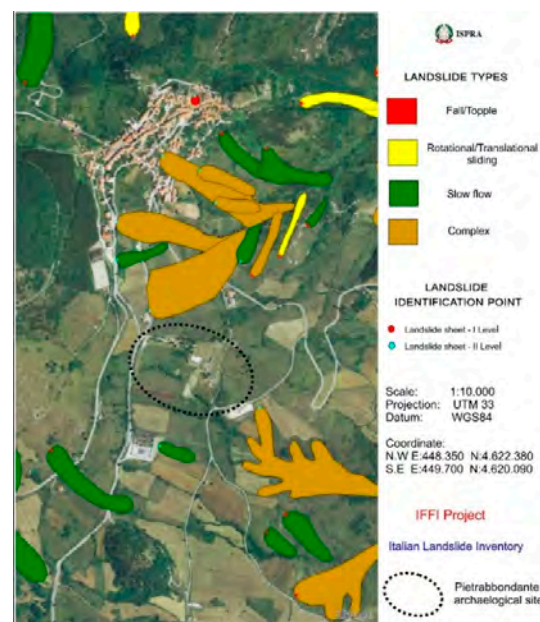 ISPRA
LANDSLIDE TYPES
Fall/Topple
Rotational/Translational
sliding
Slow flow
Complex
LANDSLIDE
IDENTIFICATION POINT
Landslide sheet - I Level
Landslide sheet - II Level
Scale: 1:10.000
Projection: UTM 33
Datum: WGS84
Coordinate:
N.W E:448.350 N:4.622.380
S.E E:449.700 N:4.620.090
IFFI Project
Italian Landslide Inventory
Pietrabbondante
archaelogical site